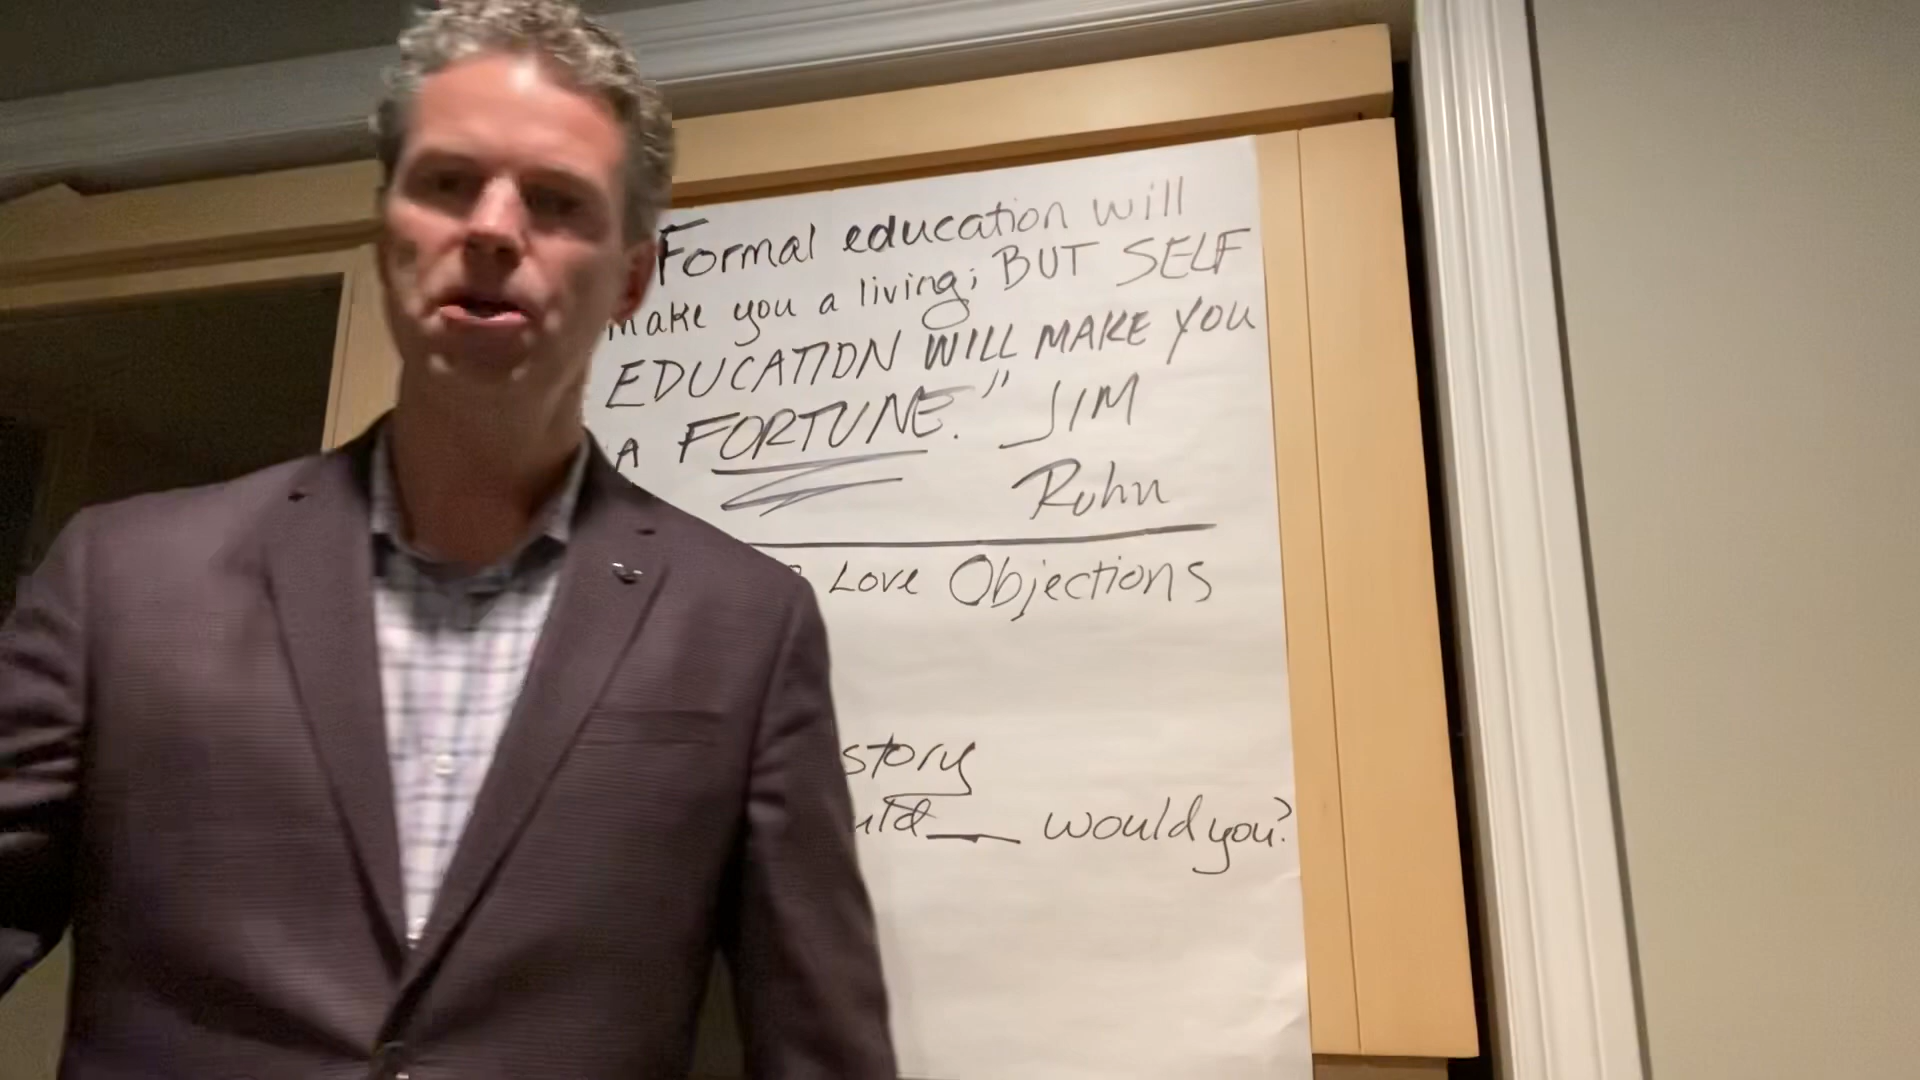 Formal education will
make you a living; BUT SELF
EDUCATION WILL MAKE YOU
A FORTUNE." JIM
Rohn
Love Objections
story
would you?